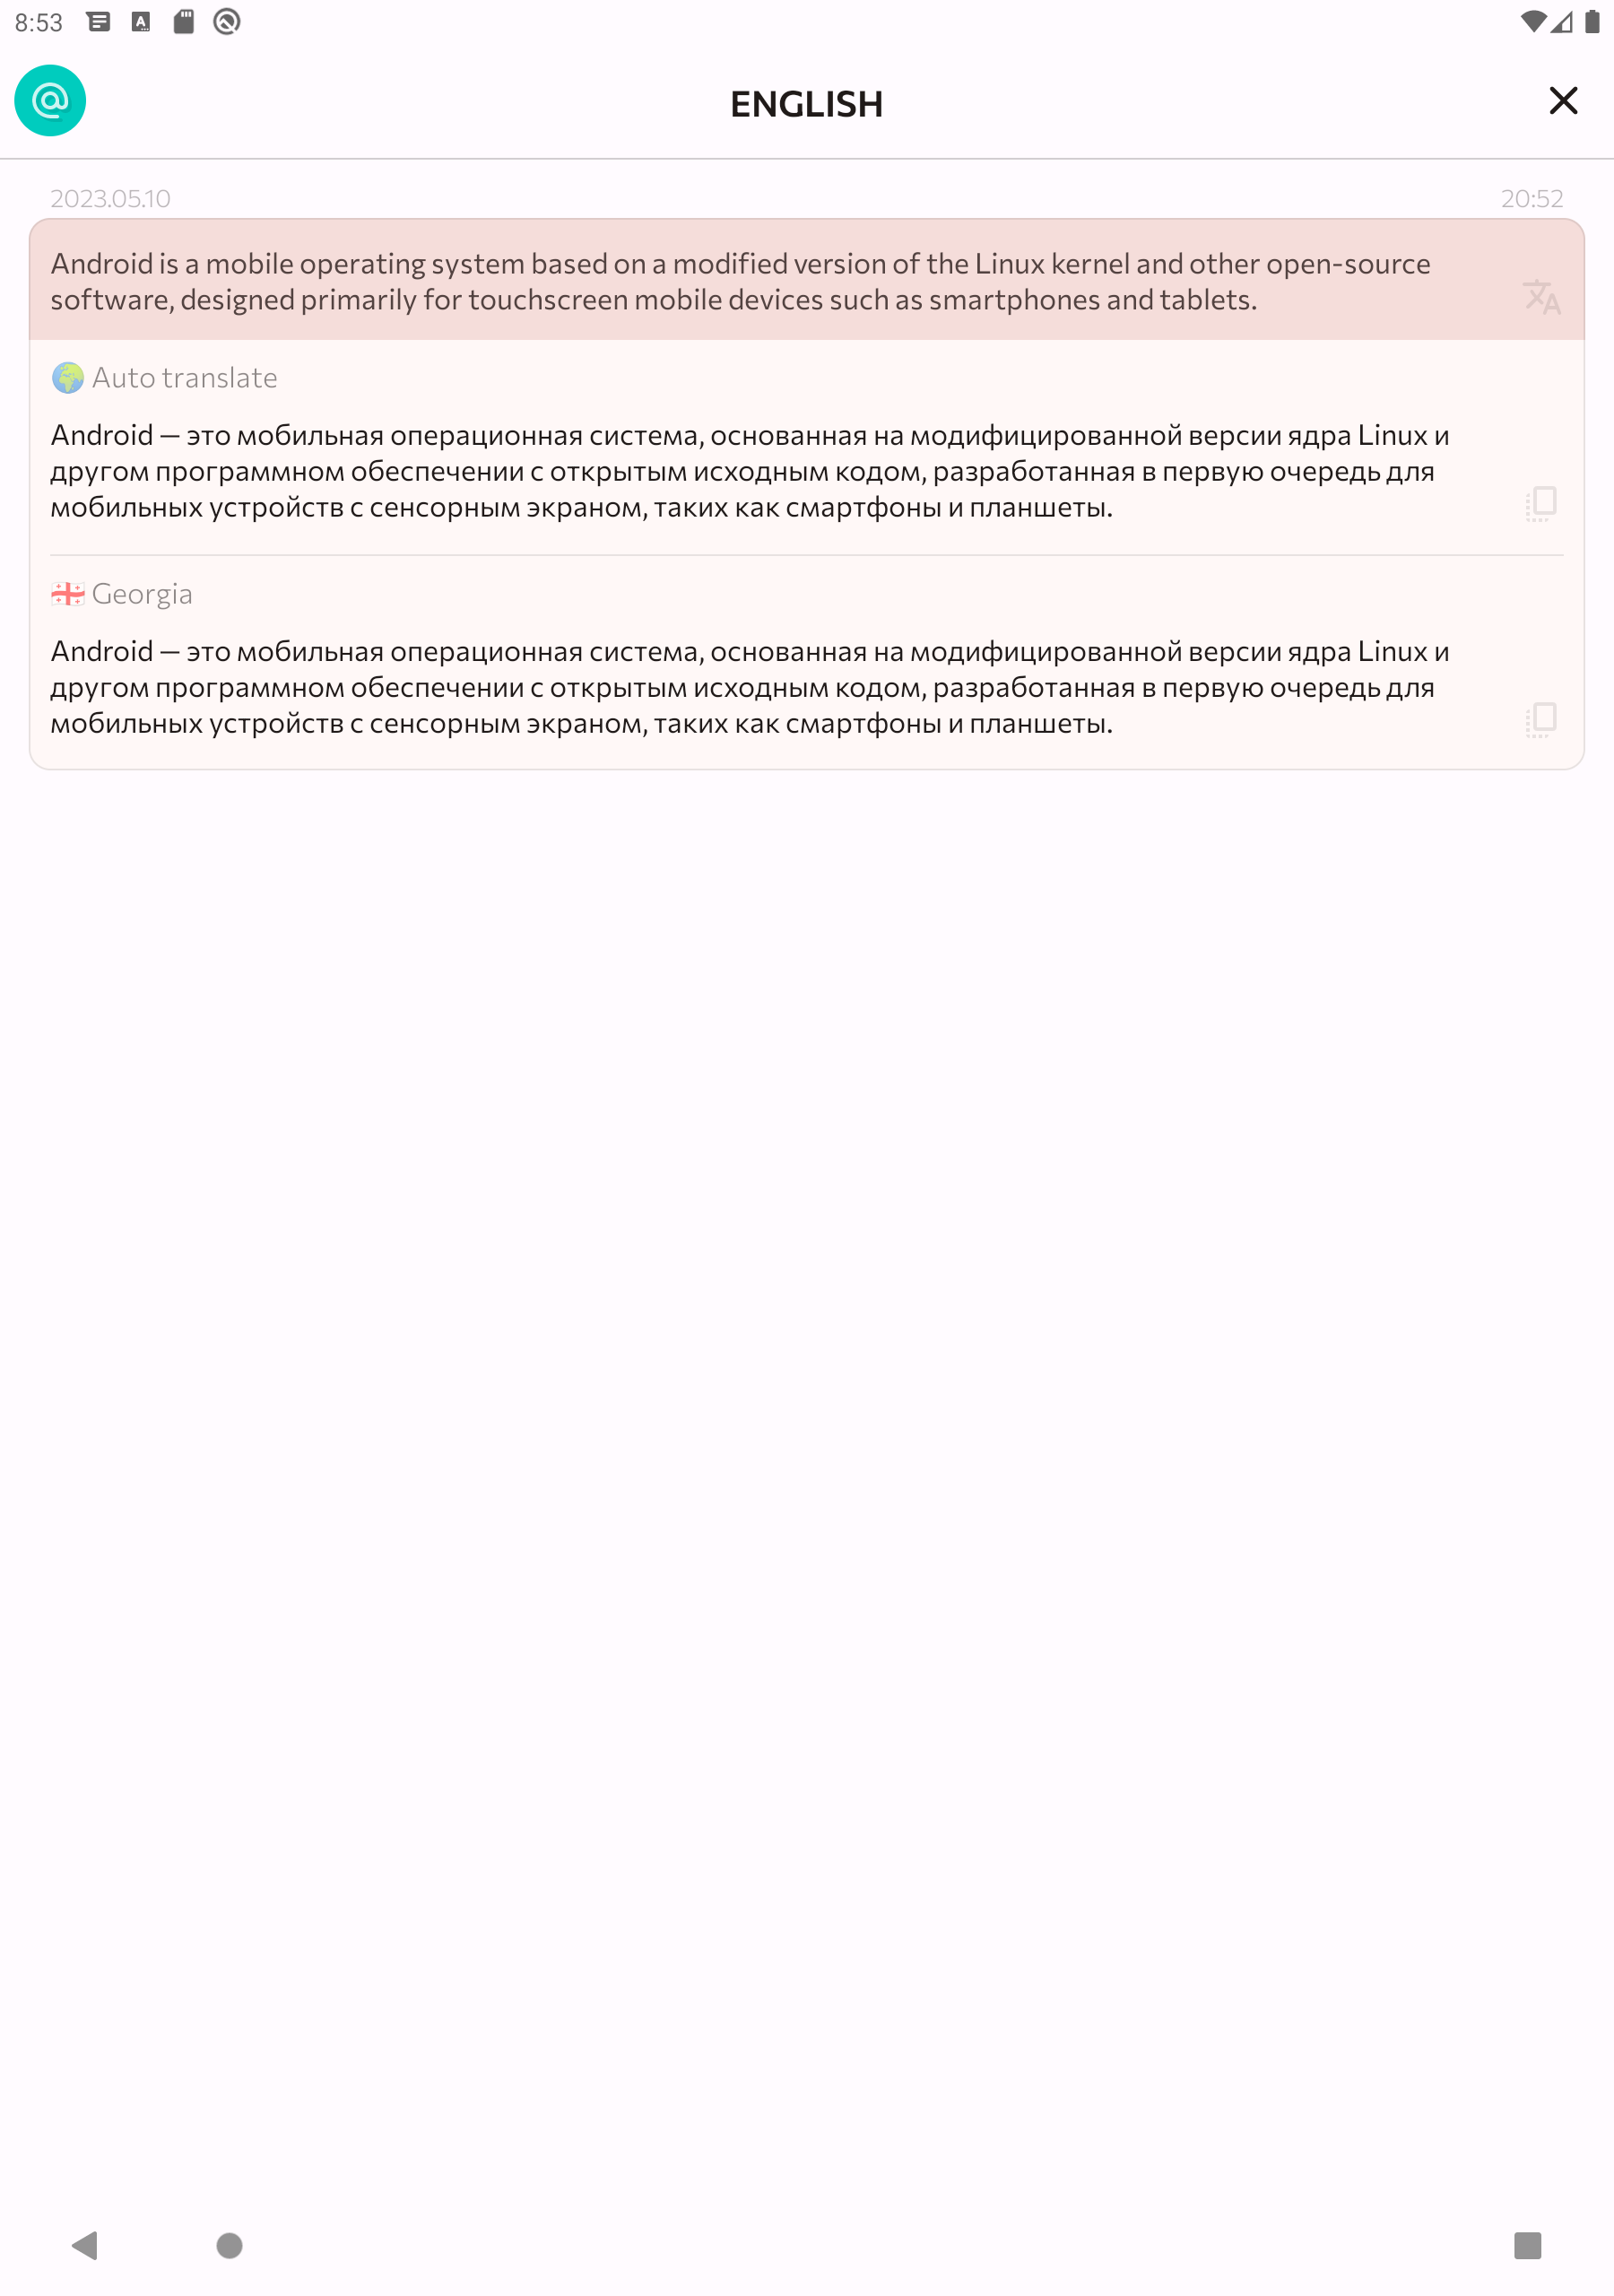 8:53
ENGLISH
2023.05.10 20:52
Android is a mobile operating system based on a modified version of the Linux kernel and other open-source
software, designed primarily for touchscreen mobile devices such as smartphones and tablets.
Auto translate
Android — это мобильная операционная система, основанная на модифицированной версии ядра Linux и
другом программном обеспечении с открытым исходным кодом, разработанная в первую очередь для
мобильных устройств с сенсорным экраном, таких как смартфоны и планшеты.
Georgia
Android — это мобильная операционная система, основанная на модифицированной версии ядра Linux и
другом программном обеспечении с открытым исходным кодом, разработанная в первую очередь для
мобильных устройств с сенсорным экраном, таких как смартфоны и планшеты.